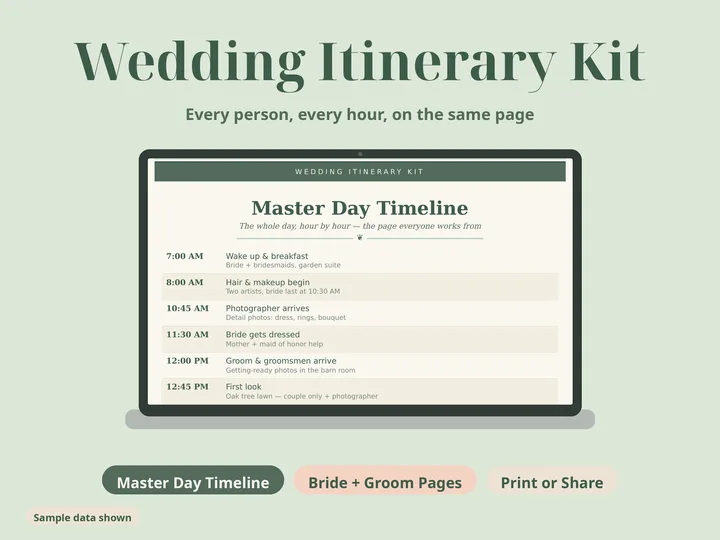 Wedding Itinerary Kit
Every person, every hour, on the same page
WEDDING ITINERARY KIT
Master Day Timeline
The whole day, hour by hour — the page everyone works from
7:00 AM Wake up & breakfast
Bride + bridesmaids, garden suite
8:00 AM Hair & makeup begin
Two artists, bride last at 10:30 AM
10:45 AM Photographer arrives
Detail photos: dress, rings, bouquet
11:30 AM Bride gets dressed
Mother + maid of honor help
12:00 PM Groom & groomsmen arrive
Getting-ready photos in the barn room
12:45 PM First look
Oak tree lawn — couple only + photographer
Master Day Timeline Bride + Groom Pages Print or Share
Sample data shown